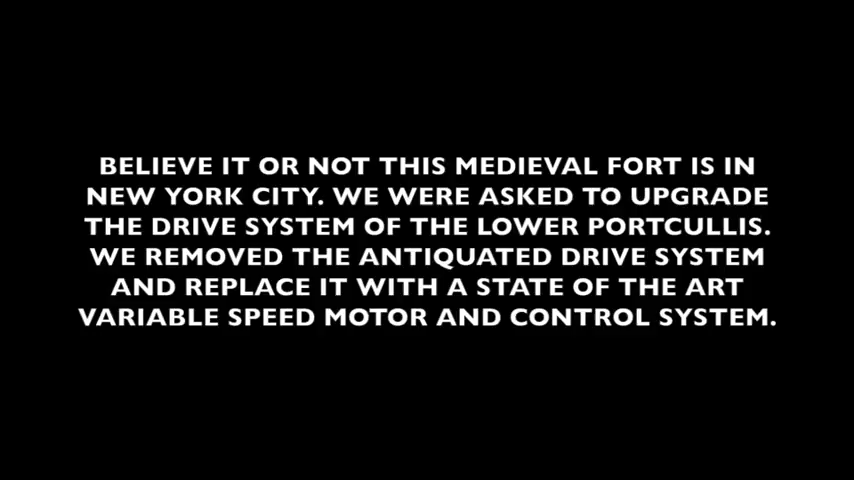 BELIEVE IT OR NOT THIS MEDIEVAL FORT IS IN
NEW YORK CITY. WE WERE ASKED TO UPGRADE
THE DRIVE SYSTEM OF THE LOWER PORTCULLIS.
WE REMOVED THE ANTIQUATED DRIVE SYSTEM
AND REPLACE IT WITH A STATE OF THE ART
VARIABLE SPEED MOTOR AND CONTROL SYSTEM.